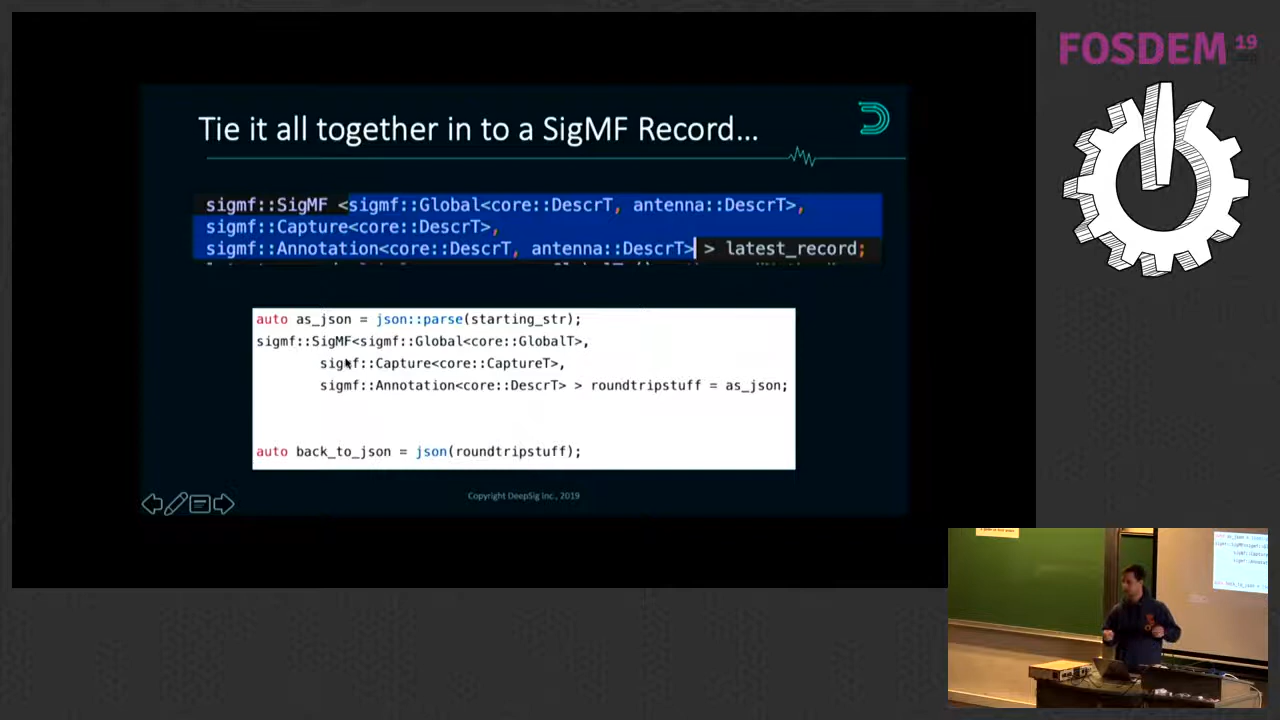 FOSDEM 19
Tie it all together in to a SigMF Record...
sigmf::SigMF <sigmf::Global<core::DescrT, antenna::DescrT>,
sigmf::Capture<core::DescrT>,
sigmf::Annotation<core::DescrT, antenna::DescrT> > latest_record;
auto as_json = json::parse(starting_str);
sigmf::SigMF<sigmf::Global<core::GlobalT>,
sigmf::Capture<core::CaptureT>,
sigmf::Annotation<core::DescrT> > roundtripstuff = as_json;
auto back_to_json = json(roundtripstuff);
Copyright DeepSig Inc., 2019